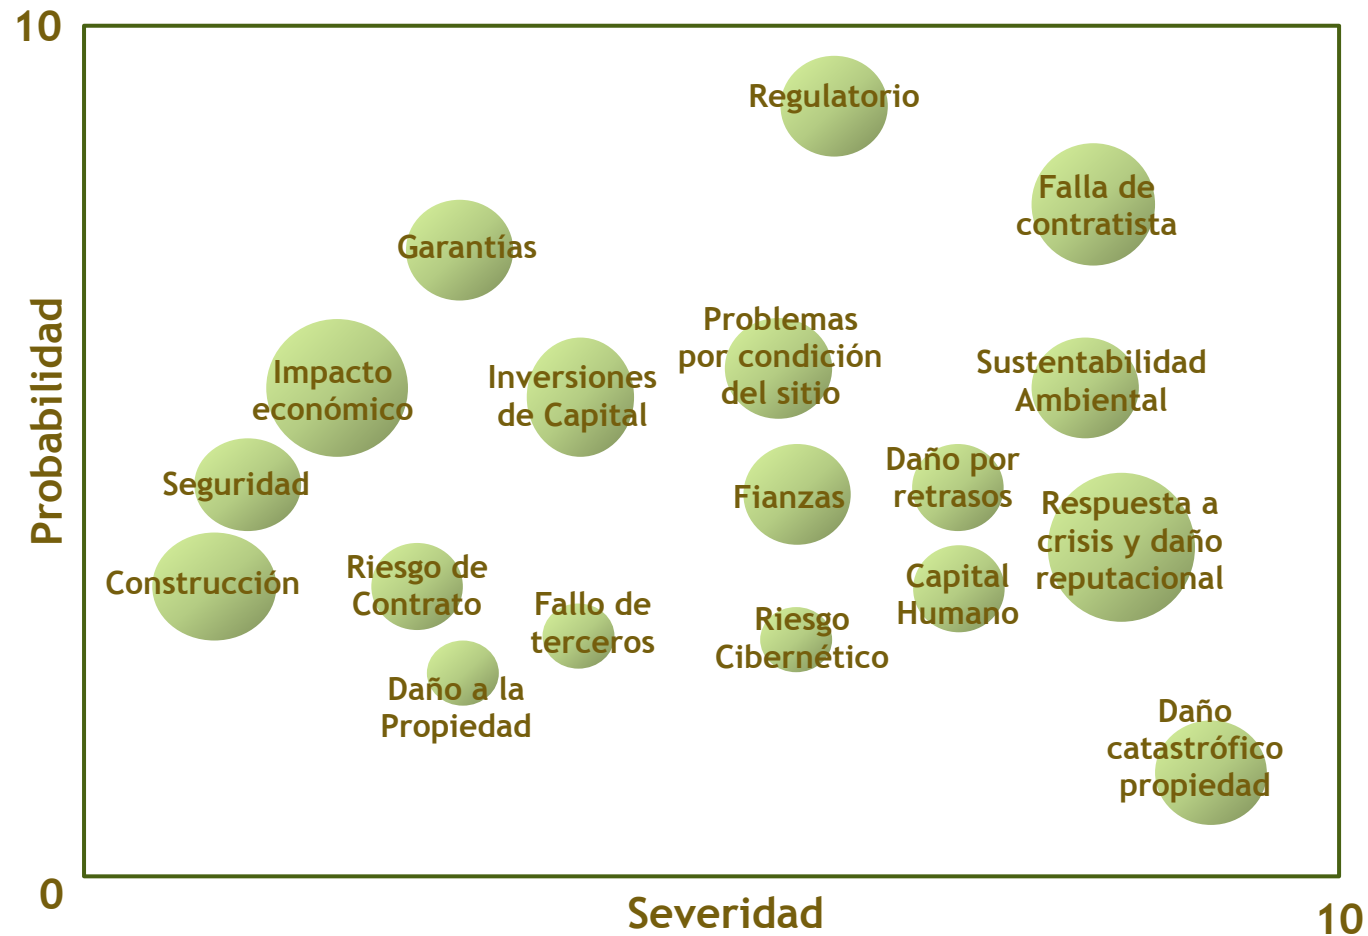 10
Regulatorio
Falla de
contratista
Garantías
Problemas
por condición
del sitio
Sustentabilidad
Ambiental
Impacto
económico
Inversiones
de Capital
Probabilidad
Seguridad
Fianzas
Daño por
retrasos
Respuesta a
crisis y daño
reputacional
Construcción
Riesgo de
Contrato
Fallo de
terceros
Riesgo
Cibernético
Capital
Humano
Daño a la
Propiedad
Daño
catastrófico
propiedad
0
Severidad
10